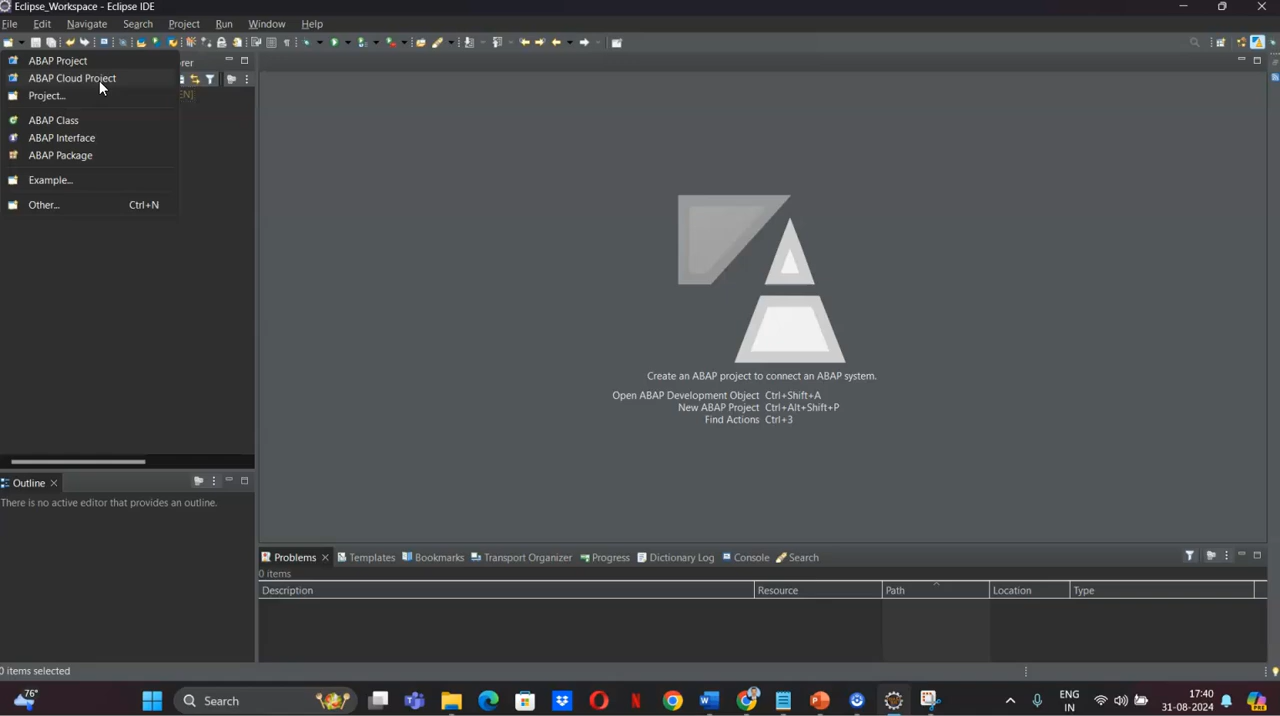 Eclipse_Workspace - Eclipse IDE
File Edit Navigate Search Project Run Window Help
ABAP Project
ABAP Cloud Project
Project...
ABAP Class
ABAP Interface
ABAP Package
Example...
Other... Ctrl+N
Create an ABAP project to connect an ABAP system.
Open ABAP Development Object Ctrl+Shift+A
New ABAP Project Ctrl+Alt+Shift+P
Find Actions Ctrl+3
Outline
There is no active editor that provides an outline.
Problems Templates Bookmarks Transport Organizer Progress Dictionary Log Console Search
0 items
Description Resource Path Location Type
0 items selected
76°
Search
ENG
IN
17:40
31-08-2024